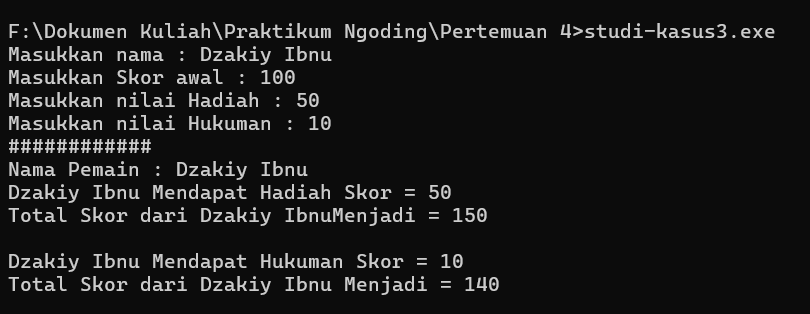 F:\Dokumen Kuliah\Praktikum Ngoding\Pertemuan 4>studi-kasus3.exe
Masukkan nama : Dzakiy Ibnu
Masukkan Skor awal : 100
Masukkan nilai Hadiah : 50
Masukkan nilai Hukuman : 10
############
Nama Pemain : Dzakiy Ibnu
Dzakiy Ibnu Mendapat Hadiah Skor = 50
Total Skor dari Dzakiy IbnuMenjadi = 150
Dzakiy Ibnu Mendapat Hukuman Skor = 10
Total Skor dari Dzakiy Ibnu Menjadi = 140